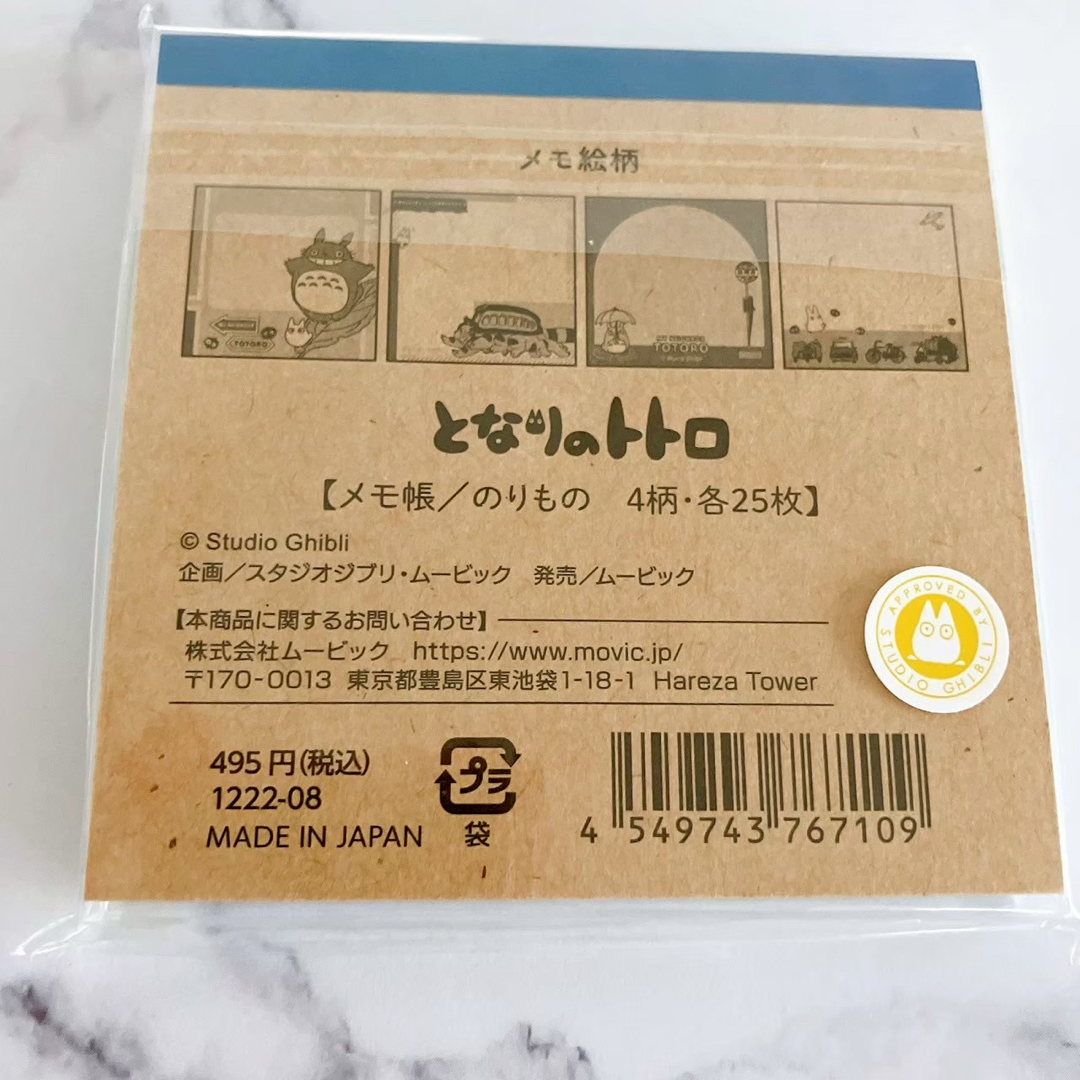 メモ絵柄
TOTORO
TOTORO
となりのトトロ
【メモ帳／のりもの 4柄・各25枚】
© Studio Ghibli
企画／スタジオジブリ・ムービック 発売／ムービック
【本商品に関するお問い合わせ】
株式会社ムービック https://www.movic.jp/
〒170-0013 東京都豊島区東池袋1-18-1 Hareza Tower
APPROVED BY STUDIO GHIBLI
495円(税込)
1222-08
MADE IN JAPAN
プラ
袋
4 549743 767109